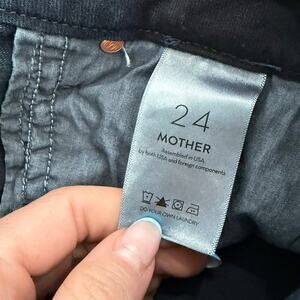 24
MOTHER
Assembled in USA.
by both USA and foreign components
DO YOUR OWN LAUNDRY